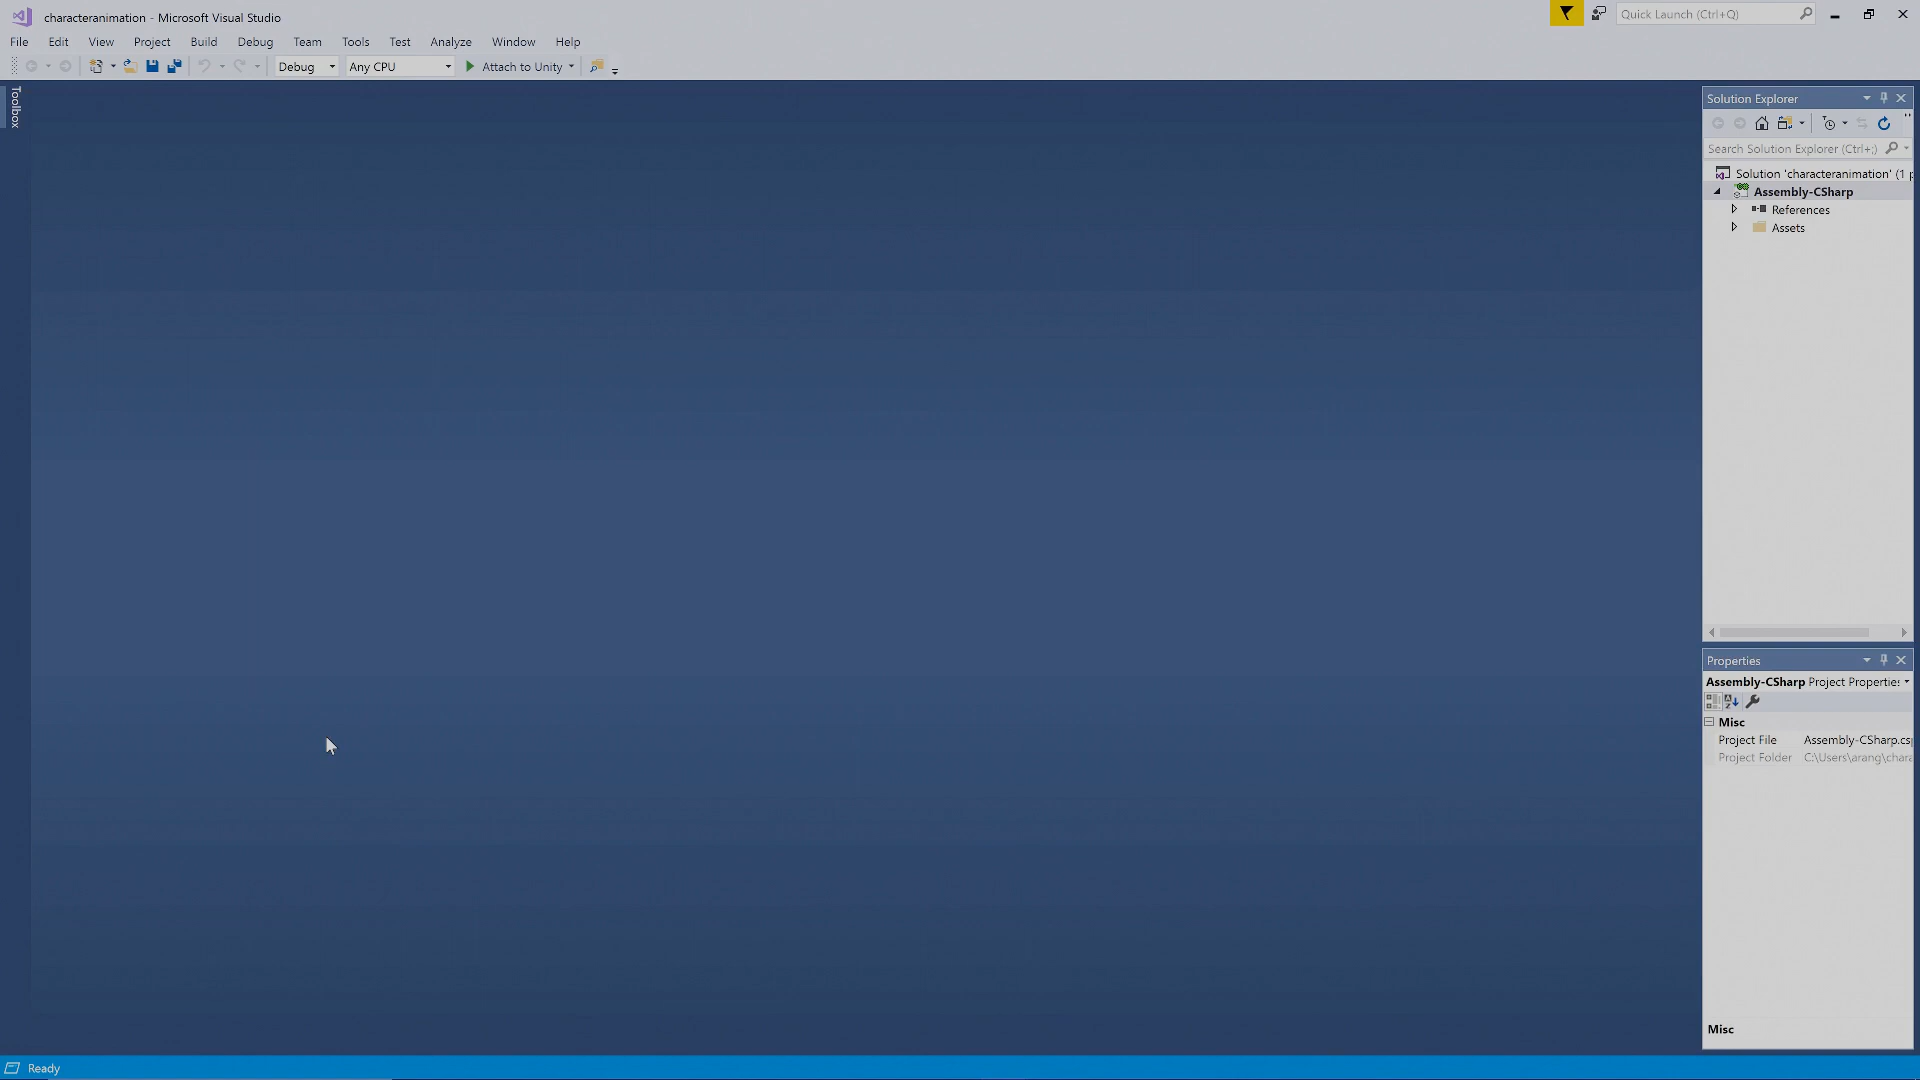 characteranimation - Microsoft Visual Studio
Quick Launch (Ctrl+Q)
File Edit View Project Build Debug Team Tools Test Analyze Window Help
Debug Any CPU Attach to Unity
Toolbox
Solution Explorer
Search Solution Explorer (Ctrl+;)
Solution 'characteranimation' (1 p
Assembly-CSharp
References
Assets
Properties
Assembly-CSharp Project Properties
Misc
Project File Assembly-CSharp.csp
Project Folder C:\Users\arang\chara
Misc
Ready